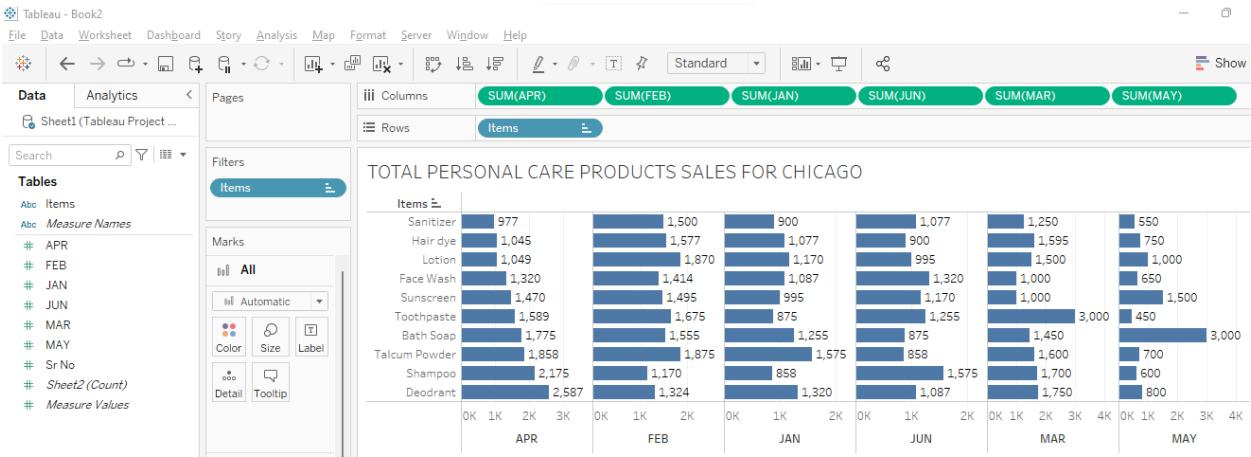 Tableau - Book2
File Data Worksheet Dashboard Story Analysis Map Format Server Window Help
Standard
Show
Data Analytics
Sheet1 (Tableau Project ...
Search
Tables
Abc Items
Abc Measure Names
# APR
# FEB
# JAN
# JUN
# MAR
# MAY
# Sr No
# Sheet2 (Count)
# Measure Values
Pages
Filters
Items
Marks
All
Automatic
Color Size Label
Detail Tooltip
Columns SUM(APR) SUM(FEB) SUM(JAN) SUM(JUN) SUM(MAR) SUM(MAY)
Rows Items
TOTAL PERSONAL CARE PRODUCTS SALES FOR CHICAGO
Items
Sanitizer 977 1,500 900 1,077 1,250 550
Hair dye 1,045 1,577 1,077 900 1,595 750
Lotion 1,049 1,870 1,170 995 1,500 1,000
Face Wash 1,320 1,414 1,087 1,320 1,000 650
Sunscreen 1,470 1,495 995 1,170 1,000 1,500
Toothpaste 1,589 1,675 875 1,255 3,000 450
Bath Soap 1,775 1,555 1,255 875 1,450 3,000
Talcum Powder 1,858 1,875 1,575 858 1,600 700
Shampoo 2,175 1,170 858 1,575 1,700 600
Deodrant 2,587 1,324 1,320 1,087 1,750 800
0K 1K 2K 3K 0K 1K 2K 0K 1K 2K 0K 1K 2K 0K 1K 2K 3K 4K 0K 1K 2K 3K 4K
APR FEB JAN JUN MAR MAY